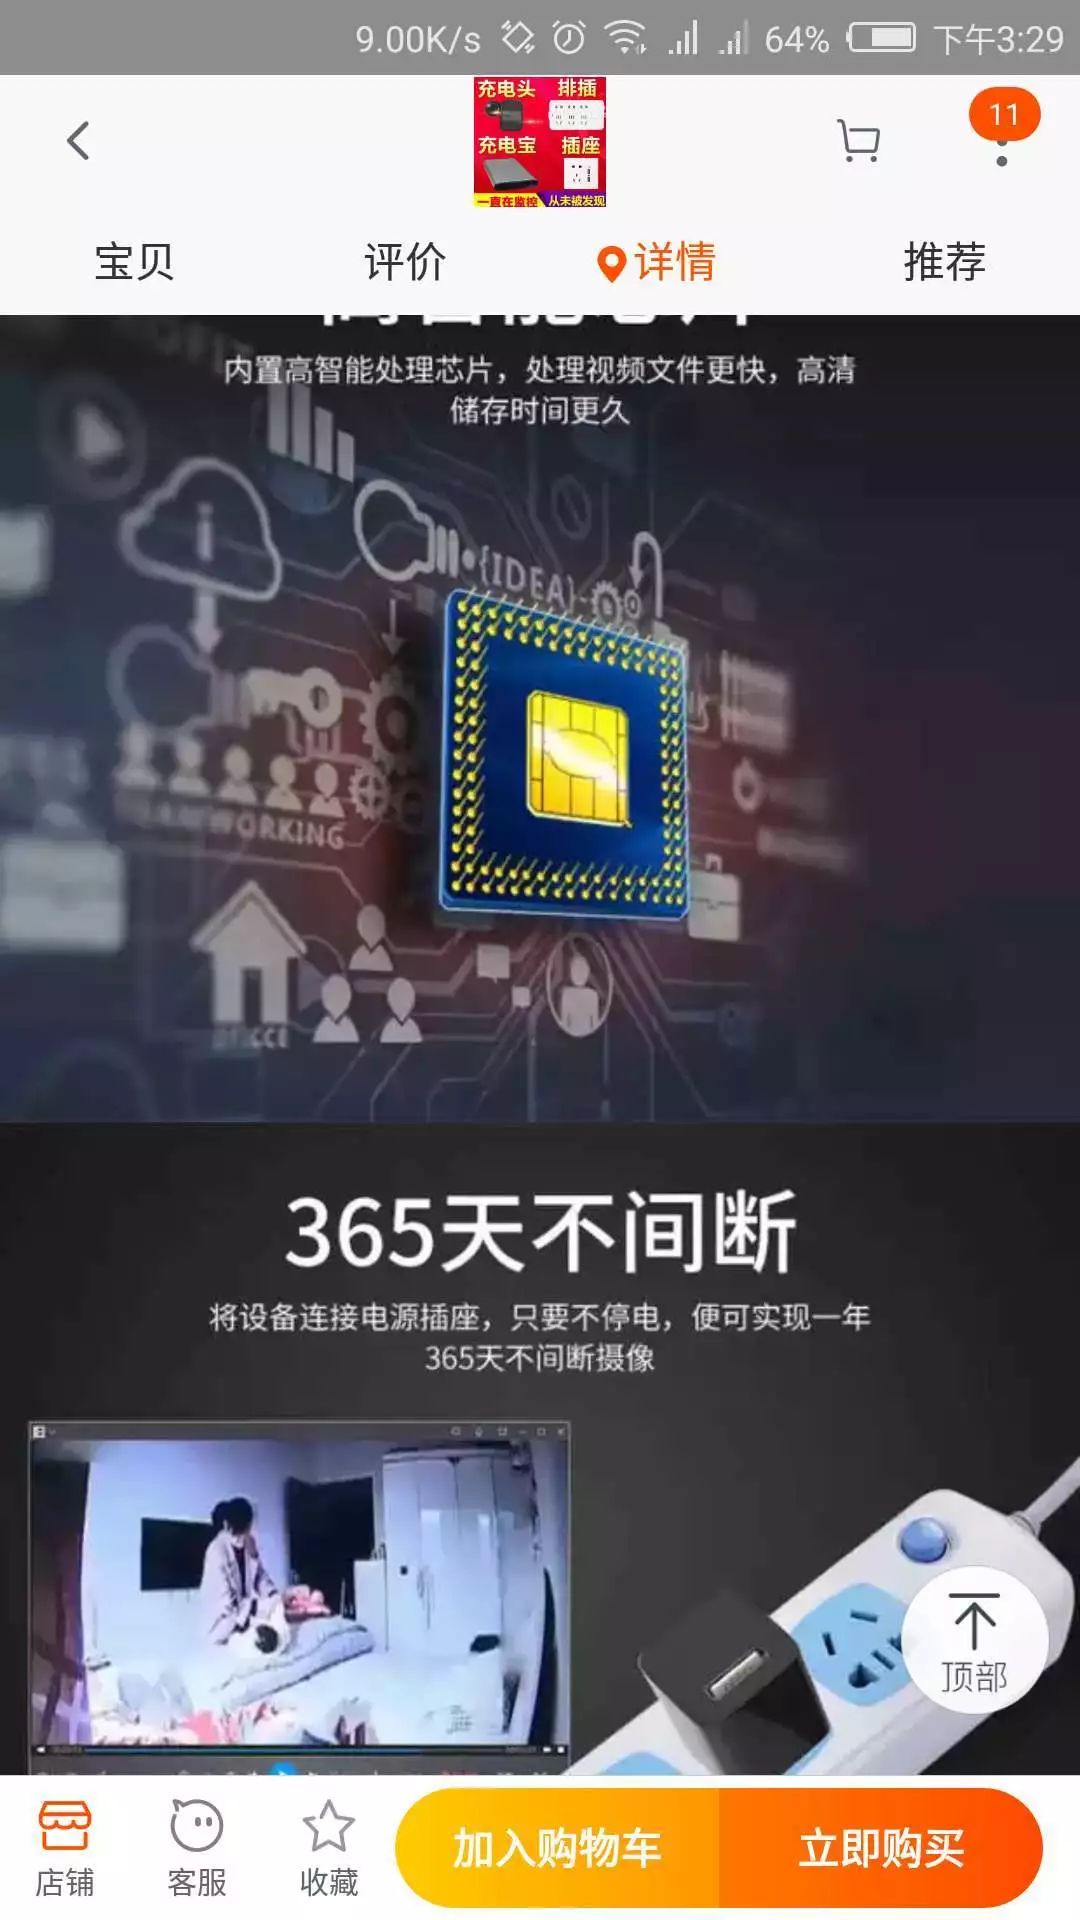 9.00K/s 64% 下午3:29
充电头 排插
充电宝 插座
一直在监控 从未被发现
11
宝贝 评价 详情 推荐
内置高智能处理芯片，处理视频文件更快，高清
储存时间更久
{IDEA}
TEAMWORKING
365天不间断
将设备连接电源插座，只要不停电，便可实现一年
365天不间断摄像
顶部
店铺 客服 收藏 加入购物车 立即购买